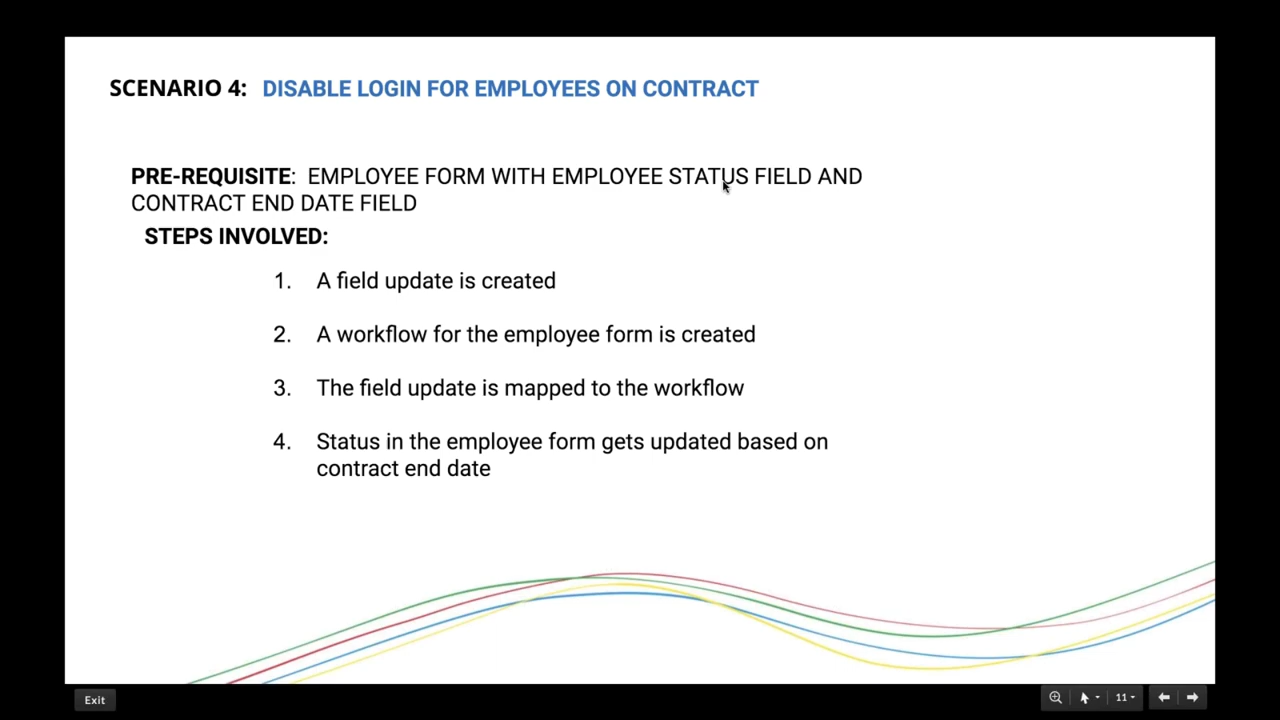 SCENARIO 4: DISABLE LOGIN FOR EMPLOYEES ON CONTRACT
PRE-REQUISITE: EMPLOYEE FORM WITH EMPLOYEE STATUS FIELD AND
CONTRACT END DATE FIELD
STEPS INVOLVED:
1. A field update is created
2. A workflow for the employee form is created
3. The field update is mapped to the workflow
4. Status in the employee form gets updated based on
contract end date
Exit
11